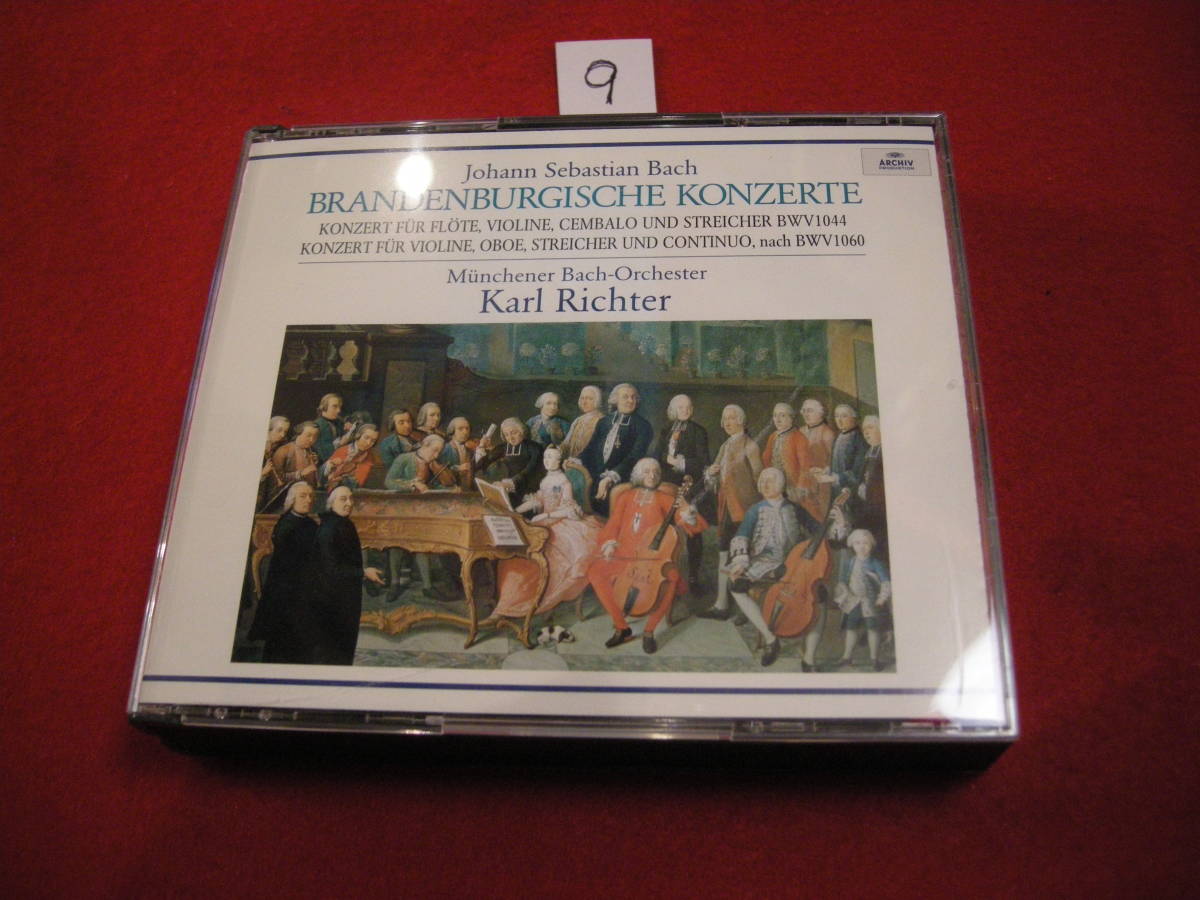 9
Johann Sebastian Bach
ARCHIV
PRODUKTION
BRANDENBURGISCHE KONZERTE
KONZERT FÜR FLÖTE, VIOLINE, CEMBALO UND STREICHER BWV1044
KONZERT FÜR VIOLINE, OBOE, STREICHER UND CONTINUO, nach BWV1060
Münchener Bach-Orchester
Karl Richter